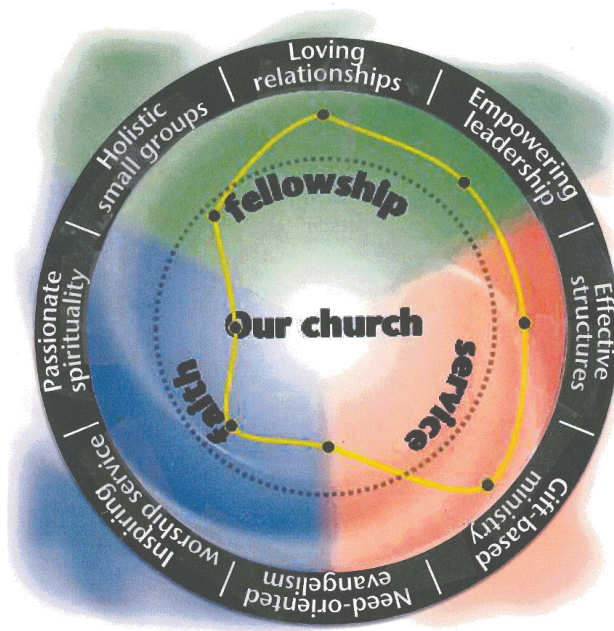 Loving
relationships
Empowering
leadership
Effective
structures
Gift-based
ministry
Need-oriented
evangelism
Inspiring
worship service
Passionate
spirituality
Holistic
small groups
fellowship
Our church
service
faith